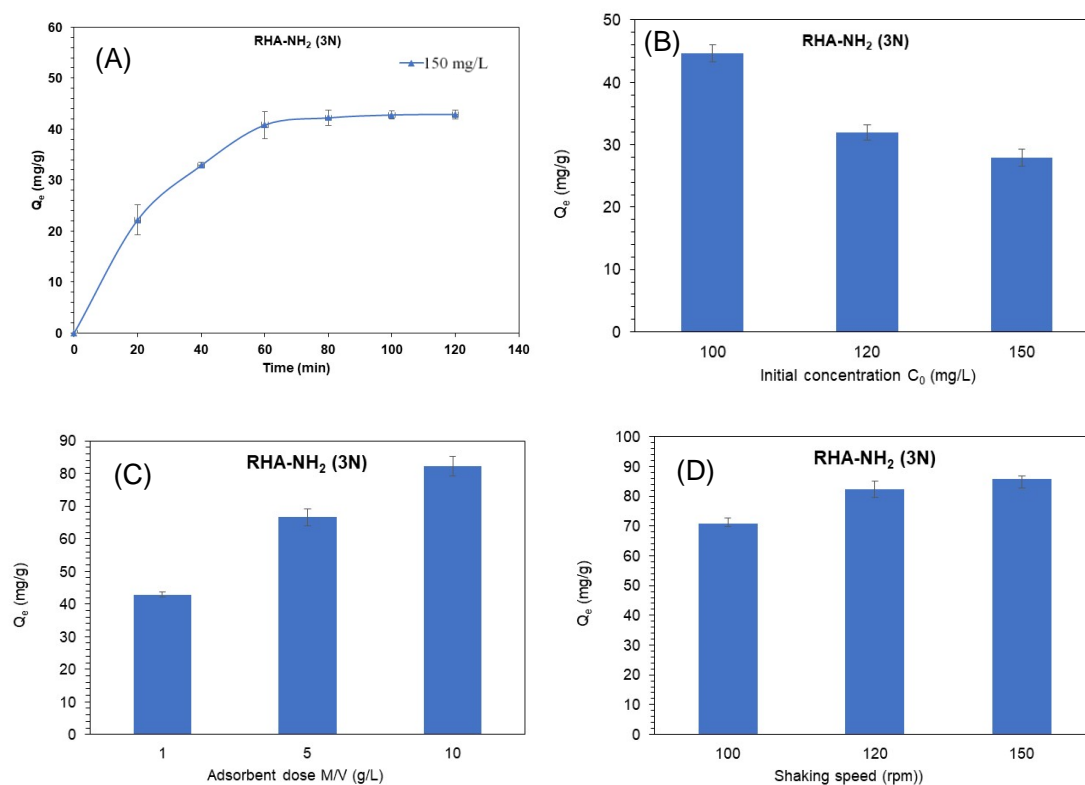 (A)
RHA-NH₂ (3N)
150 mg/L
Qₑ (mg/g)
60
50
40
30
20
10
0
0 20 40 60 80 100 120 140
Time (min)
(B)
RHA-NH₂ (3N)
Qₑ (mg/g)
50
40
30
20
10
0
100 120 150
Initial concentration C₀ (mg/L)
(C)
RHA-NH₂ (3N)
Qₑ (mg/g)
90
80
70
60
50
40
30
20
10
0
1 5 10
Adsorbent dose M/V (g/L)
(D)
RHA-NH₂ (3N)
Qₑ (mg/g)
100
90
80
70
60
50
40
30
20
10
0
100 120 150
Shaking speed (rpm))